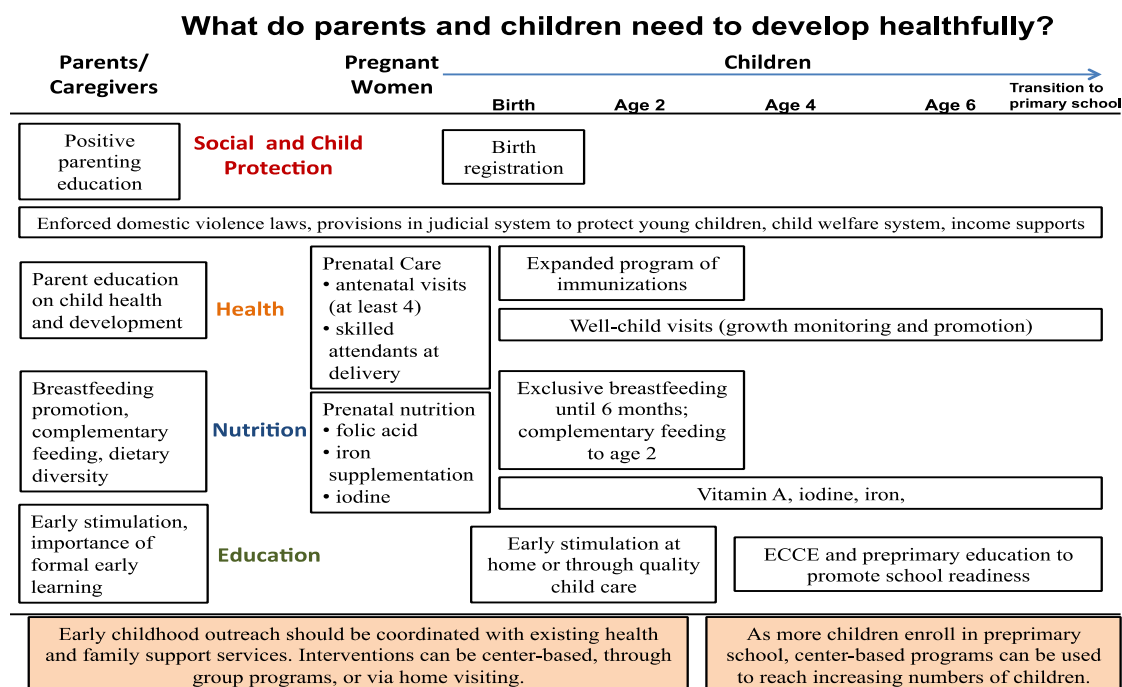 What do parents and children need to develop healthfully?
Parents/
Caregivers
Pregnant
Women
Children
Birth
Age 2
Age 4
Age 6
Transition to
primary school
Positive
parenting
education
Social and Child
Protection
Birth
registration
Enforced domestic violence laws, provisions in judicial system to protect young children, child welfare system, income supports
Parent education
on child health
and development
Health
Prenatal Care
• antenatal visits
(at least 4)
• skilled
attendants at
delivery
Expanded program of
immunizations
Well-child visits (growth monitoring and promotion)
Breastfeeding
promotion,
complementary
feeding, dietary
diversity
Nutrition
Prenatal nutrition
• folic acid
• iron
supplementation
• iodine
Exclusive breastfeeding
until 6 months;
complementary feeding
to age 2
Vitamin A, iodine, iron,
Early stimulation,
importance of
formal early
learning
Education
Early stimulation at
home or through quality
child care
ECCE and preprimary education to
promote school readiness
Early childhood outreach should be coordinated with existing health
and family support services. Interventions can be center-based, through
group programs, or via home visiting.
As more children enroll in preprimary
school, center-based programs can be used
to reach increasing numbers of children.